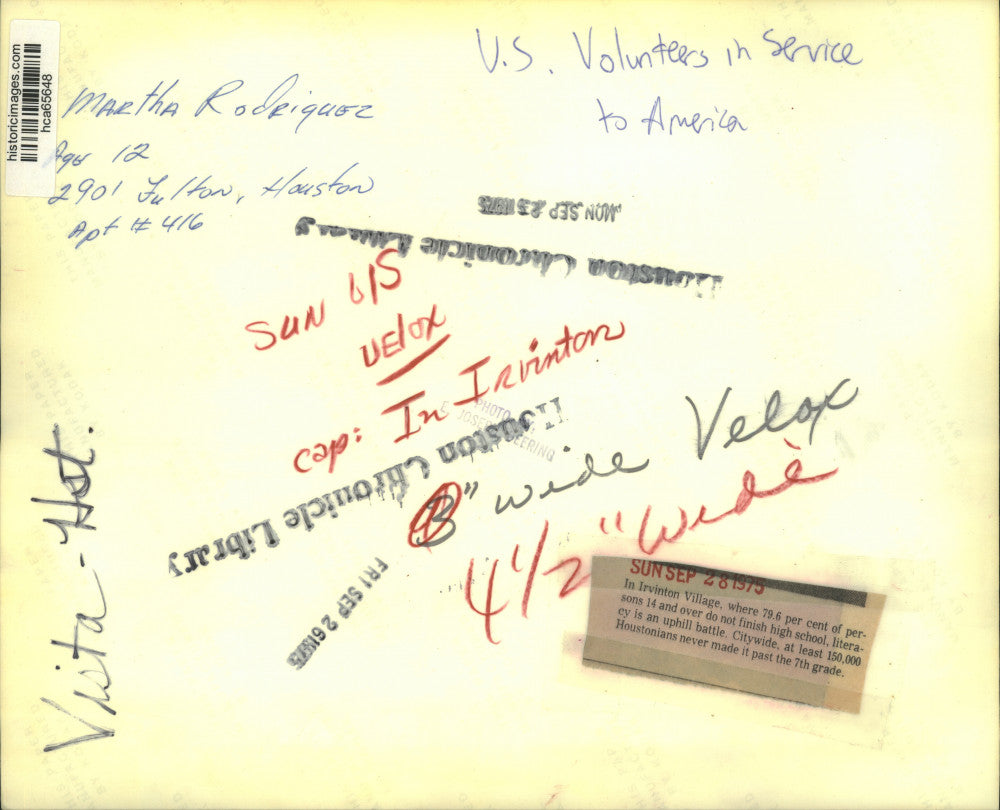 historicimages.com
hca65648
U.S. Volunteers in Service
to America
Martha Rodriquez
Age 12
2901 Fulton, Houston
Apt # 416
MON SEP 23 1975
Houston Chronicle Library
SUN 6/S
VElox
cap: In Irvinton
PHOTO
Houston Chronicle Library
3" wide Velox
4 1/2" Wide
FRI SEP 26 1975
Vista - Hot.
SUN SEP 28 1975
In Irvinton Village, where 79.6 per cent of per-
sons 14 and over do not finish high school, litera-
cy is an uphill battle. Citywide, at least 150,000
Houstonians never made it past the 7th grade.